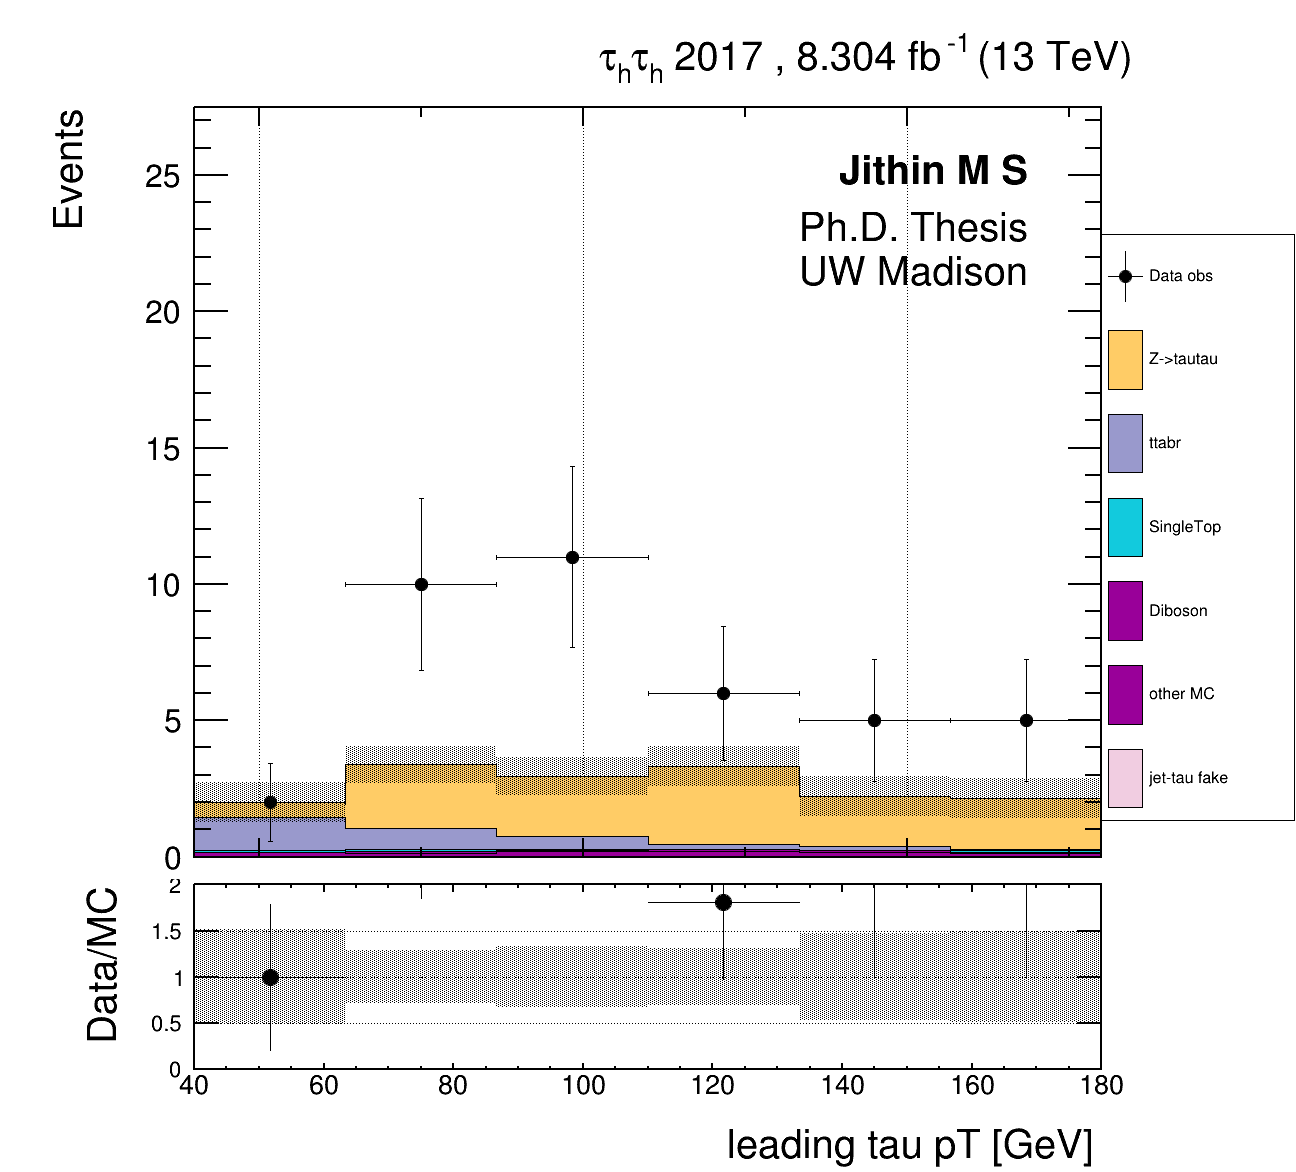 τhτh 2017 , 8.304 fb-1 (13 TeV)
Events
25
20
15
10
5
0
Jithin M S
Ph.D. Thesis
UW Madison
Data obs
Z->tautau
ttabr
SingleTop
Diboson
other MC
jet-tau fake
Data/MC
2
1.5
1
0.5
0
40 60 80 100 120 140 160 180
leading tau pT [GeV]